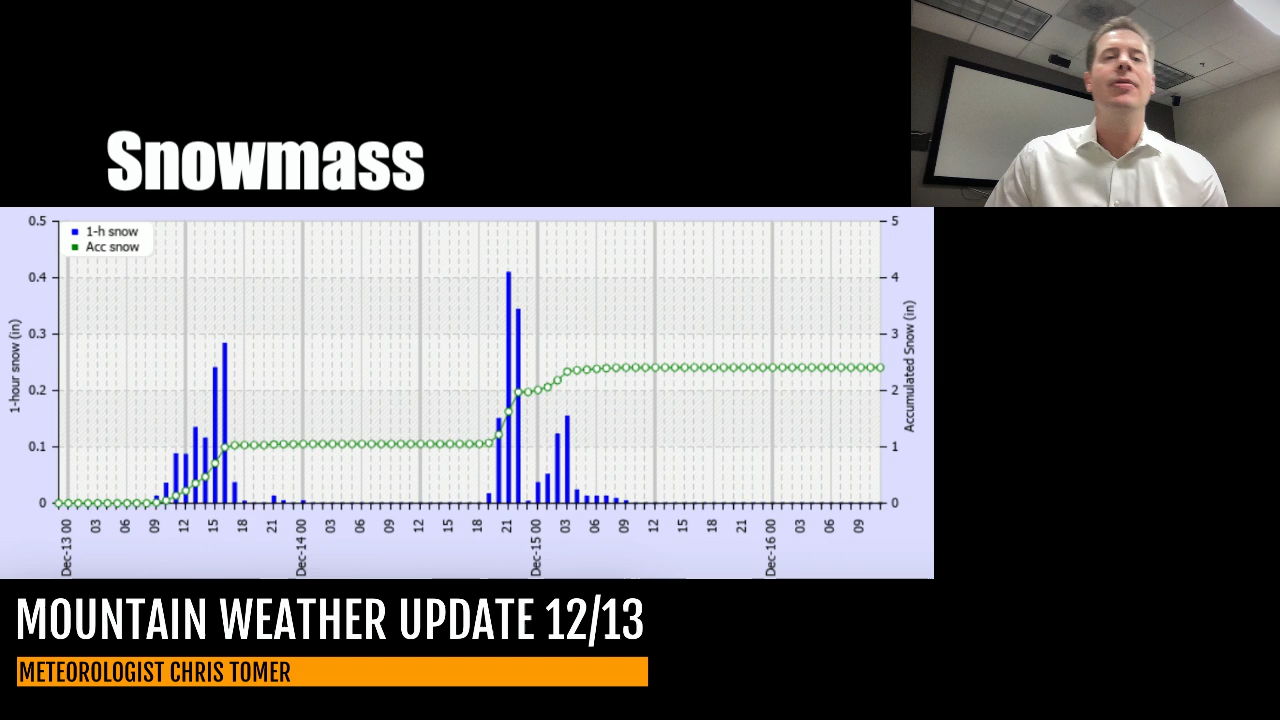 Snowmass
1-h snow
Acc snow
0.5
0.4
0.3
0.2
0.1
0
1-hour snow (in)
5
4
3
2
1
0
Accumulated Snow (in)
Dec-13 00 03 06 09 12 15 18 21 Dec-14 00 03 06 09 12 15 18 21 Dec-15 00 03 06 09 12 15 18 21 Dec-16 00 03 06 09
MOUNTAIN WEATHER UPDATE 12/13
METEOROLOGIST CHRIS TOMER